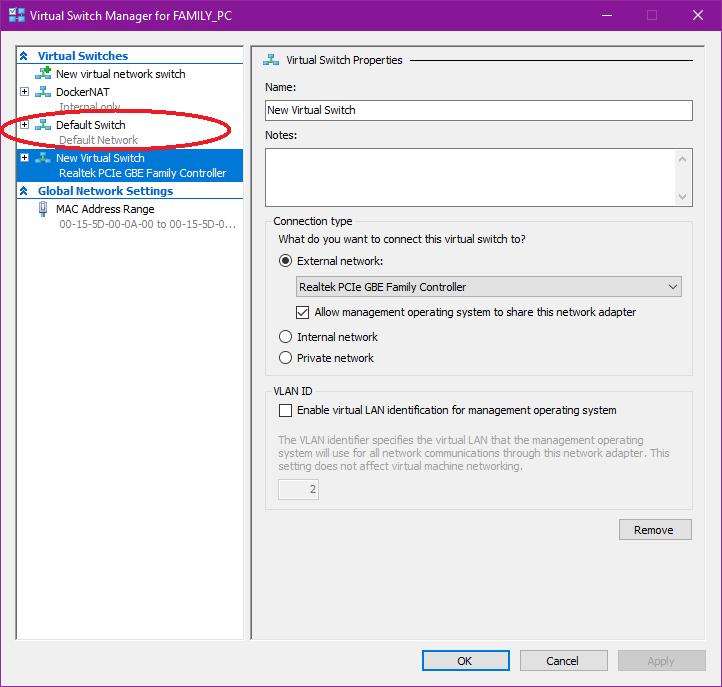 Virtual Switch Manager for FAMILY_PC
Virtual Switches
New virtual network switch
DockerNAT
Internal only
Default Switch
Default Network
New Virtual Switch
Realtek PCIe GBE Family Controller
Global Network Settings
MAC Address Range
00-15-5D-00-0A-00 to 00-15-5D-0...
Virtual Switch Properties
Name:
New Virtual Switch
Notes:
Connection type
What do you want to connect this virtual switch to?
External network:
Realtek PCIe GBE Family Controller
Allow management operating system to share this network adapter
Internal network
Private network
VLAN ID
Enable virtual LAN identification for management operating system
The VLAN identifier specifies the virtual LAN that the management operating
system will use for all network communications through this network adapter. This
setting does not affect virtual machine networking.
2
Remove
OK
Cancel
Apply